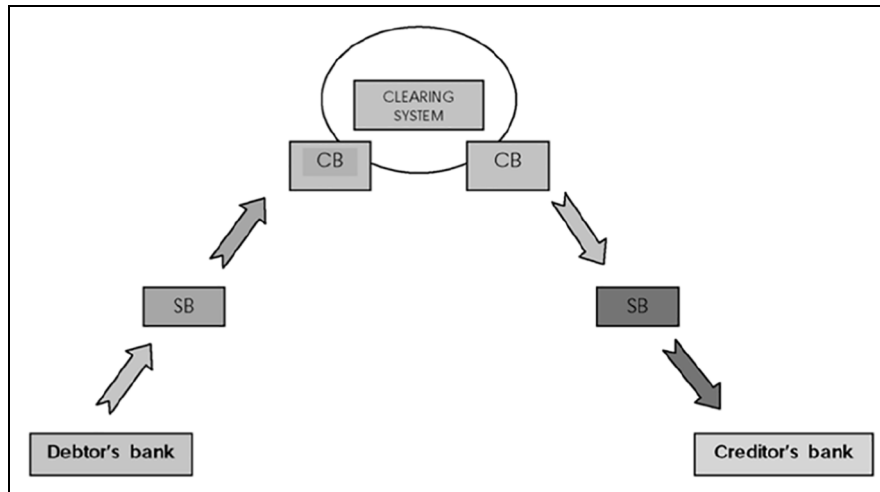 CLEARING
SYSTEM
CB
CB
SB
SB
Debtor's bank
Creditor's bank